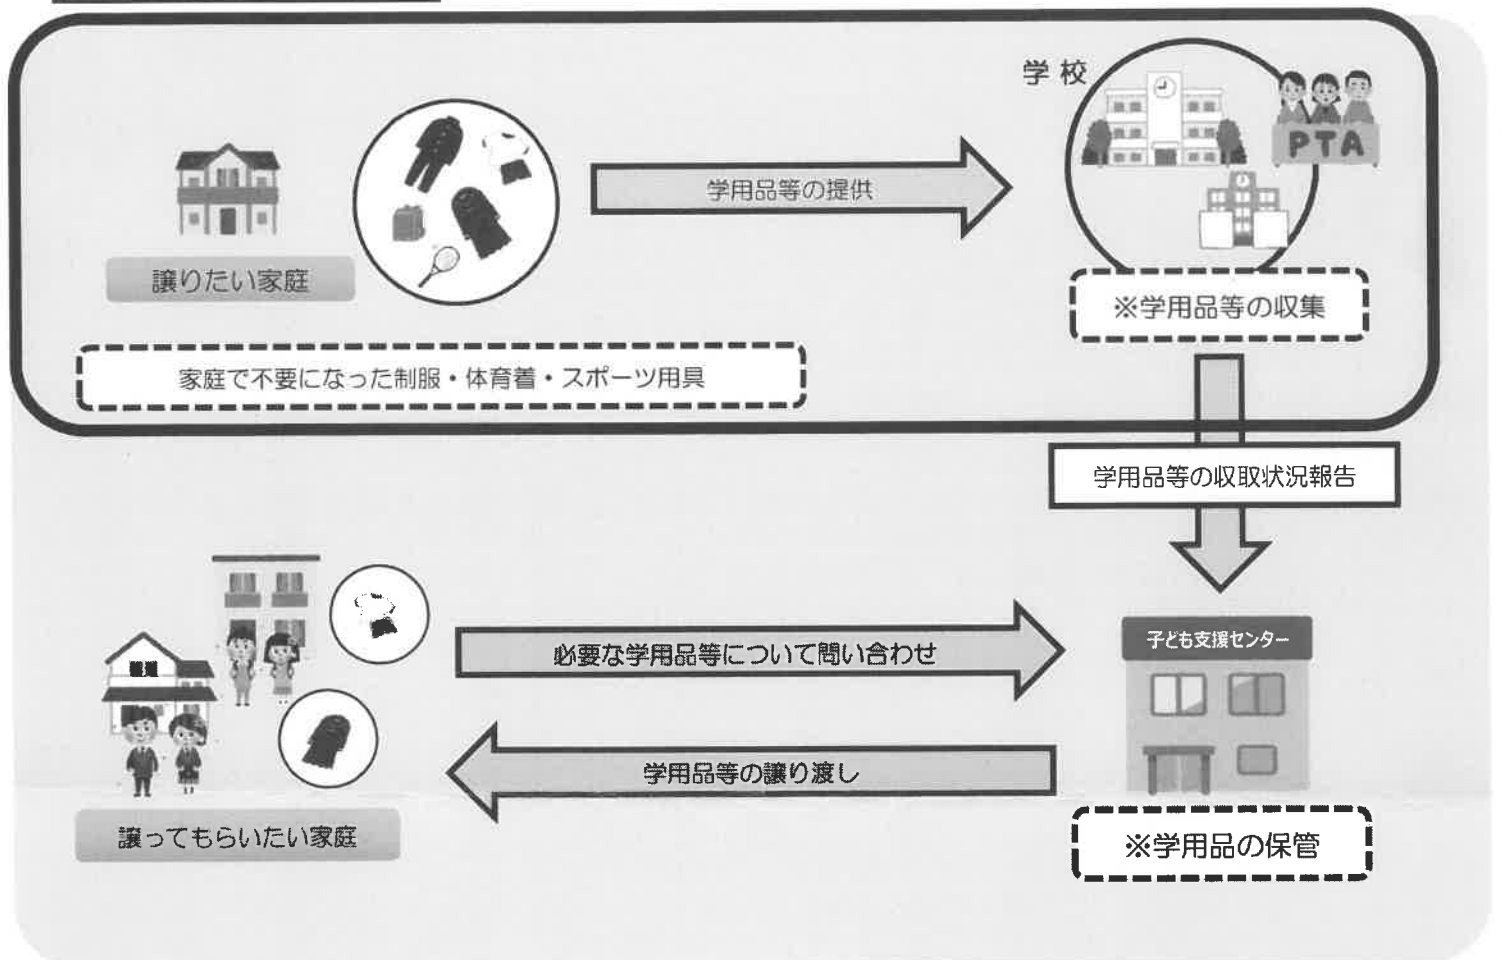 学校
PTA
学用品等の提供
譲りたい家庭
※学用品等の収集
家庭で不要になった制服・体育着・スポーツ用具
学用品等の収取状況報告
子ども支援センター
必要な学用品等について問い合わせ
学用品等の譲り渡し
譲ってもらいたい家庭
※学用品の保管